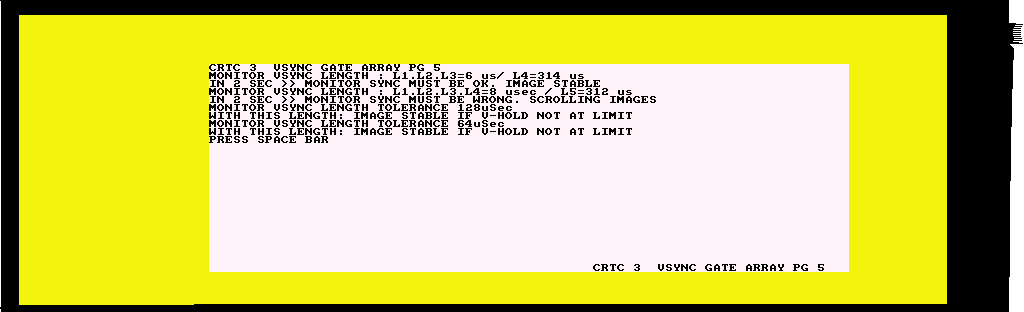 CRTC 3  VSYNC GATE ARRAY PG 5
MONITOR VSYNC LENGTH : L1.L2.L3=6 us/ L4=314 us
IN 2 SEC >> MONITOR SYNC MUST BE OK. IMAGE STABLE
MONITOR VSYNC LENGTH : L1.L2.L3.L4=8 usec / L5=312 us
IN 2 SEC >> MONITOR SYNC MUST BE WRONG. SCROLLING IMAGES
MONITOR VSYNC LENGTH TOLERANCE 128uSec
WITH THIS LENGTH: IMAGE STABLE IF V-HOLD NOT AT LIMIT
MONITOR VSYNC LENGTH TOLERANCE 64uSec
WITH THIS LENGTH: IMAGE STABLE IF V-HOLD NOT AT LIMIT
PRESS SPACE BAR
CRTC 3  VSYNC GATE ARRAY PG 5